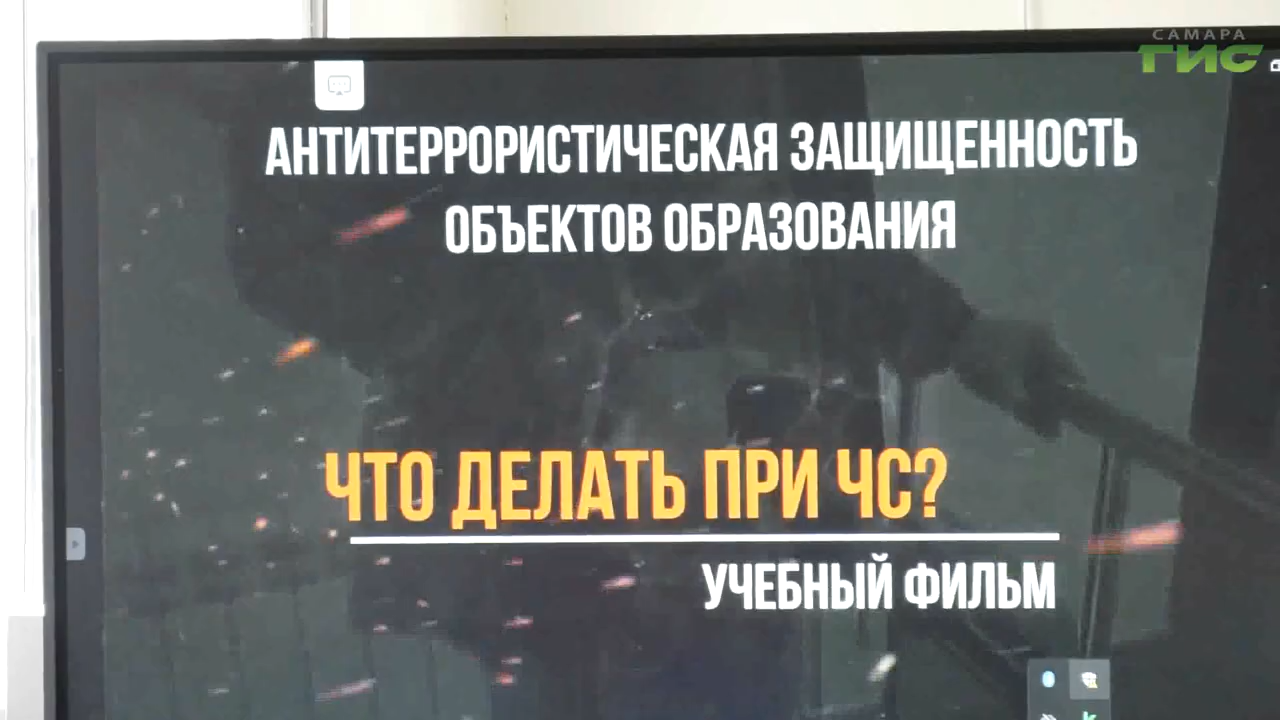 САМАРА
ГИС
АНТИТЕРРОРИСТИЧЕСКАЯ ЗАЩИЩЕННОСТЬ
ОБЪЕКТОВ ОБРАЗОВАНИЯ
ЧТО ДЕЛАТЬ ПРИ ЧС?
УЧЕБНЫЙ ФИЛЬМ